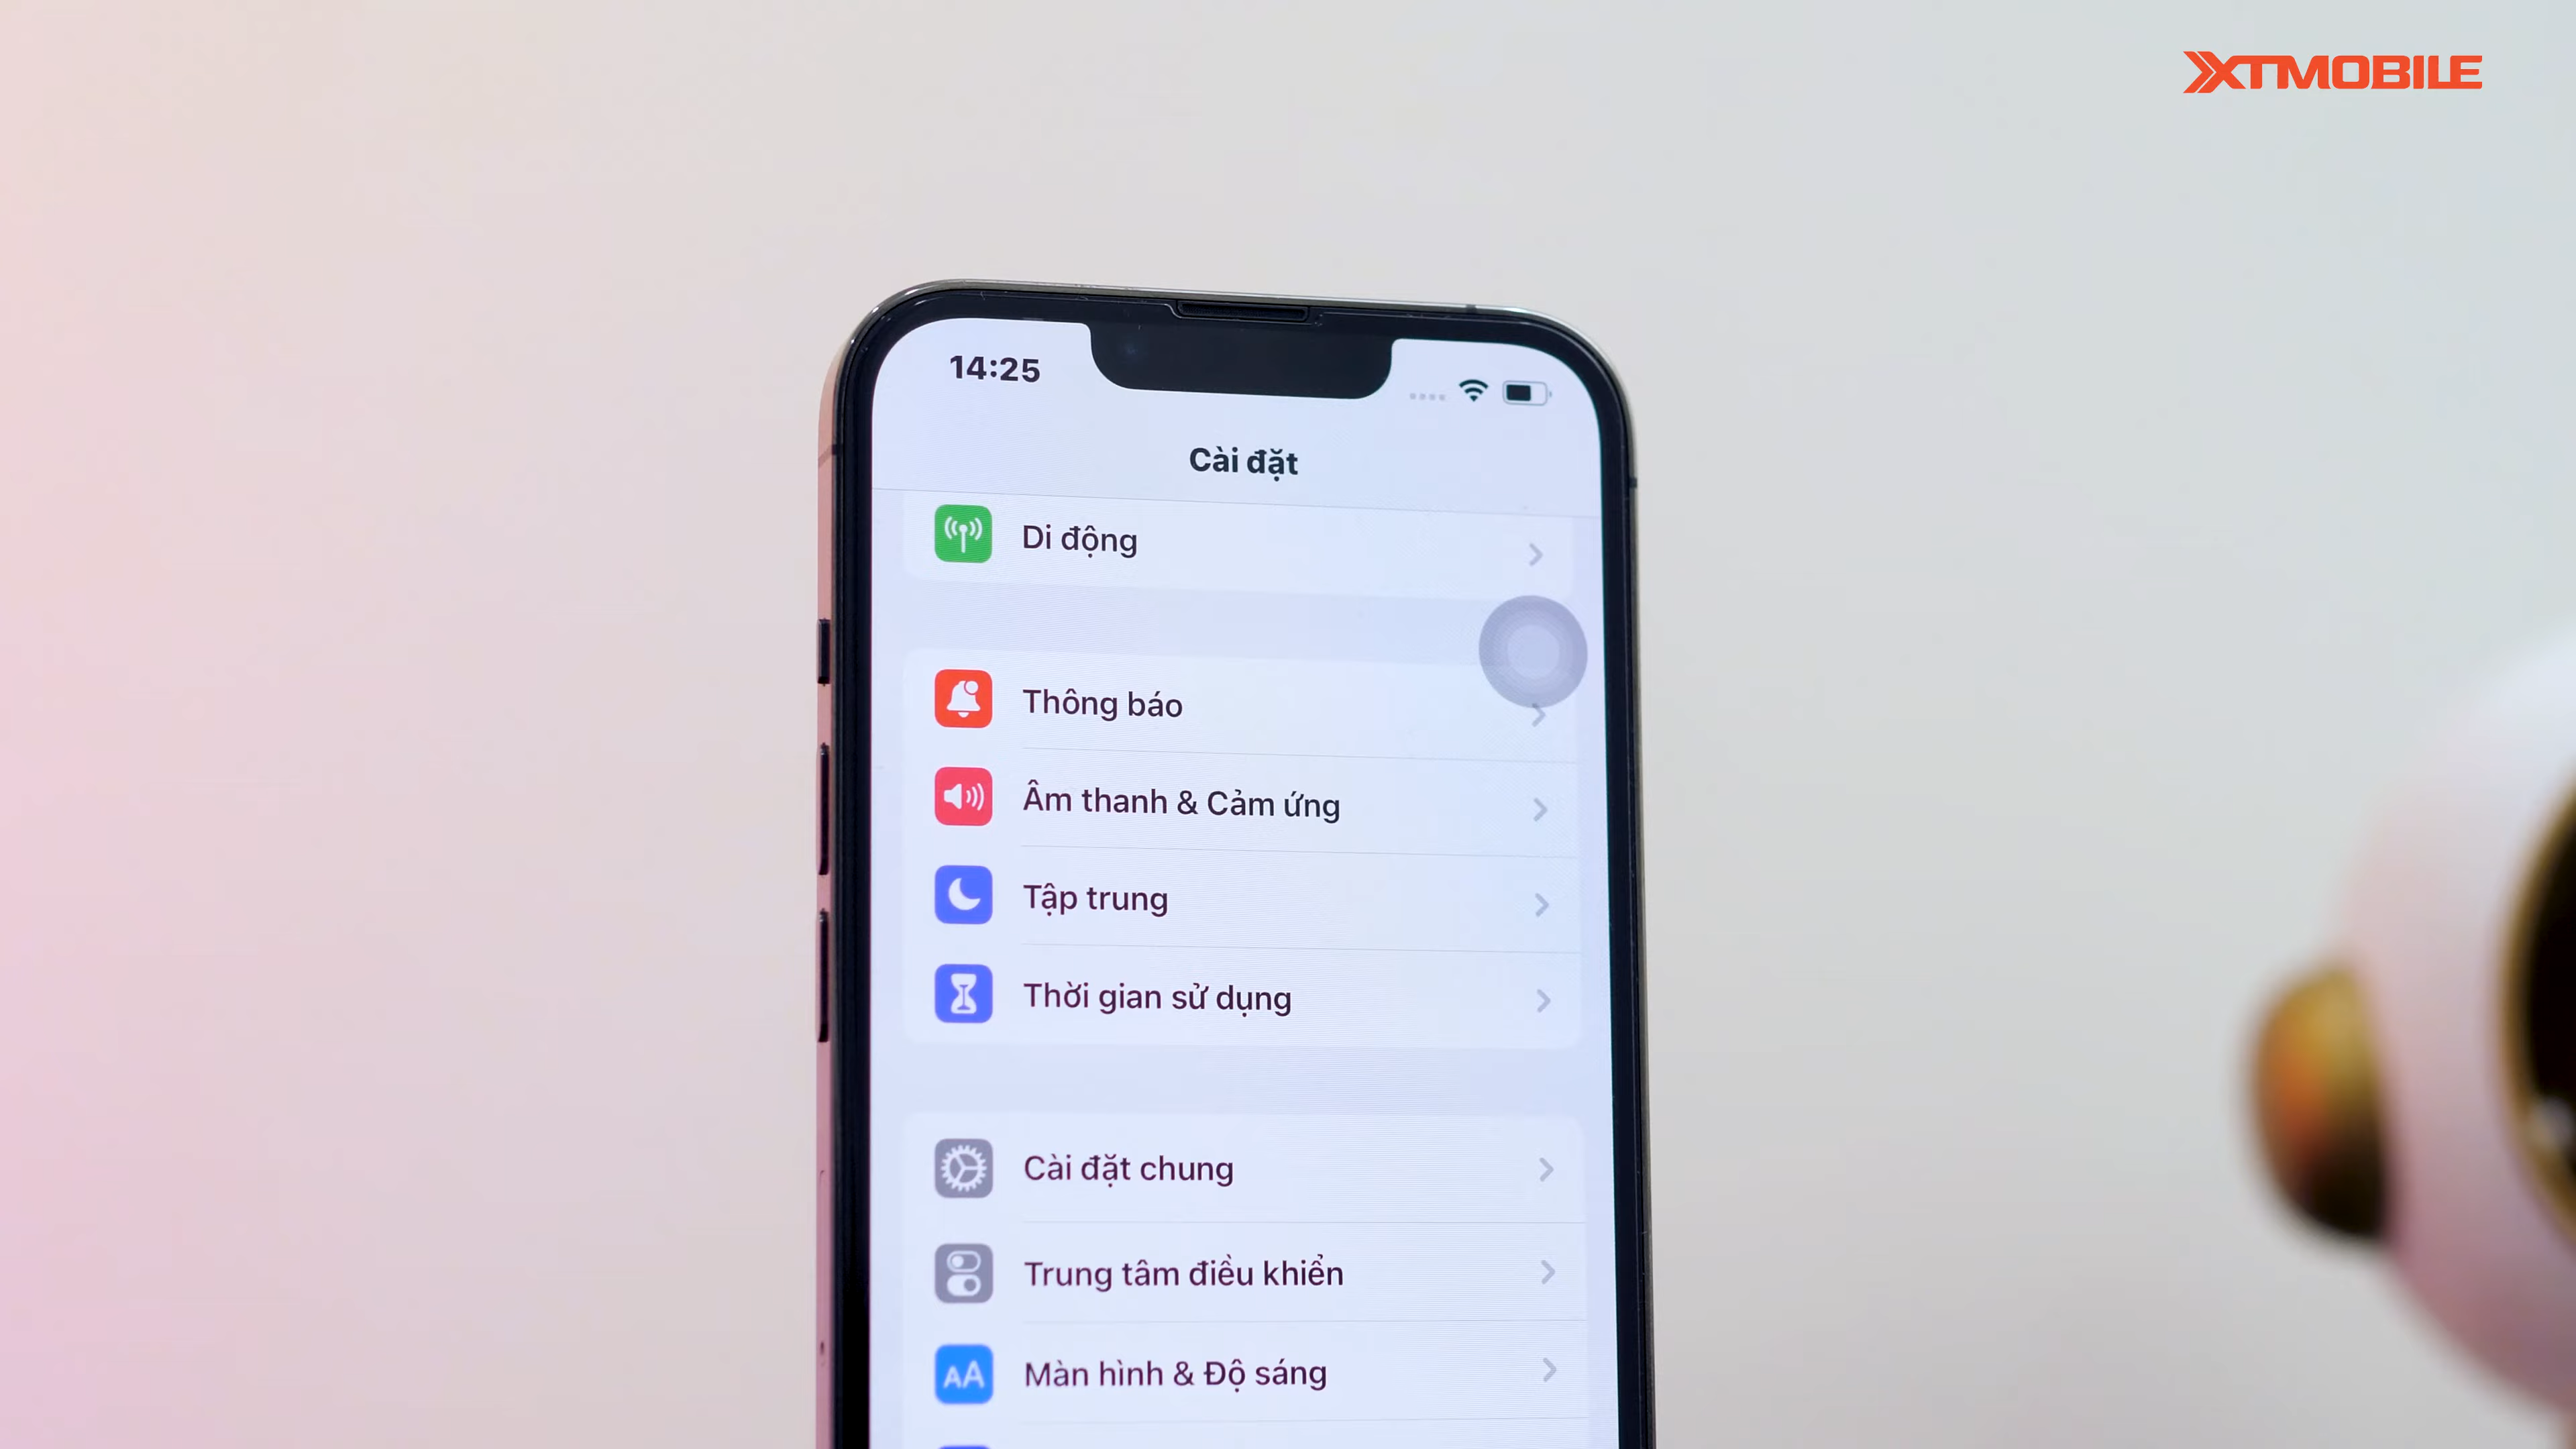 XTMOBILE
14:25
Cài đặt
Di động
Thông báo
Âm thanh & Cảm ứng
Tập trung
Thời gian sử dụng
Cài đặt chung
Trung tâm điều khiển
AA Màn hình & Độ sáng